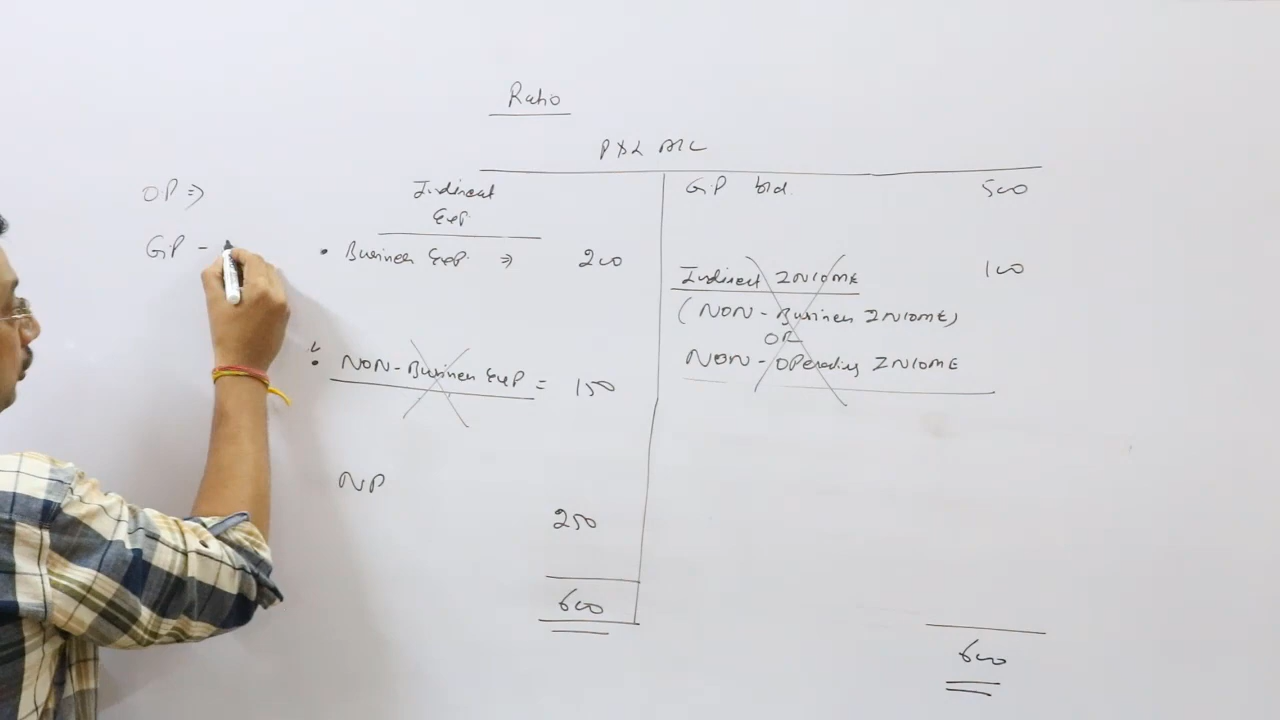 Ratio
P&L A/C
OP ⇒
GP -
Indirect
Exp.
• Business Exp. ⇒ 200
• NON-Business Exp = 150
NP
250
600
GP b/d. 500
Indirect INCOME 100
(NON-Business INCOME)
OR
NON-Operating INCOME
600